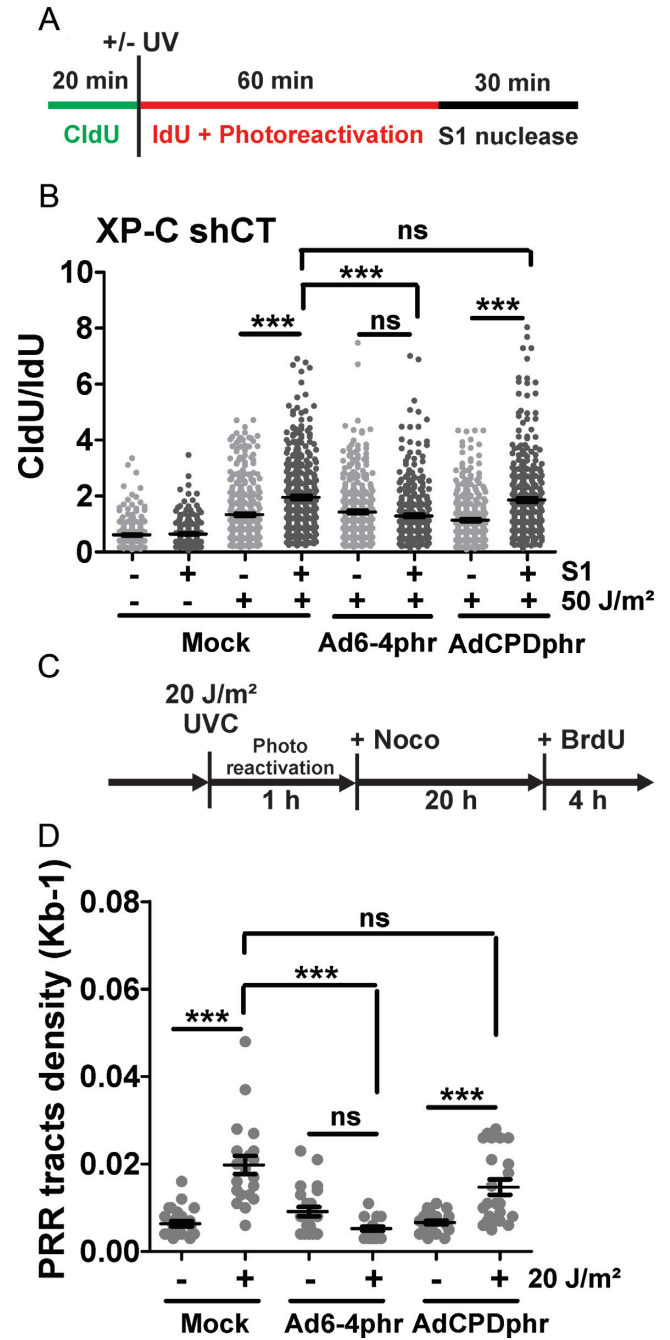 A
+/- UV
20 min 60 min 30 min
CldU IdU + Photoreactivation S1 nuclease
B
XP-C shCT
ns
***
*** ns ***
CldU/IdU
10
8
6
4
2
0
- + - + - + - + S1
- - + + + + + + 50 J/m²
Mock Ad6-4phr AdCPDphr
C
20 J/m²
UVC
Photo
reactivation
+ Noco
+ BrdU
1 h 20 h 4 h
D
PRR tracts density (Kb-1)
0.08
0.06
0.04
0.02
0.00
ns
***
***
ns
***
- + - + - + 20 J/m²
Mock Ad6-4phr AdCPDphr